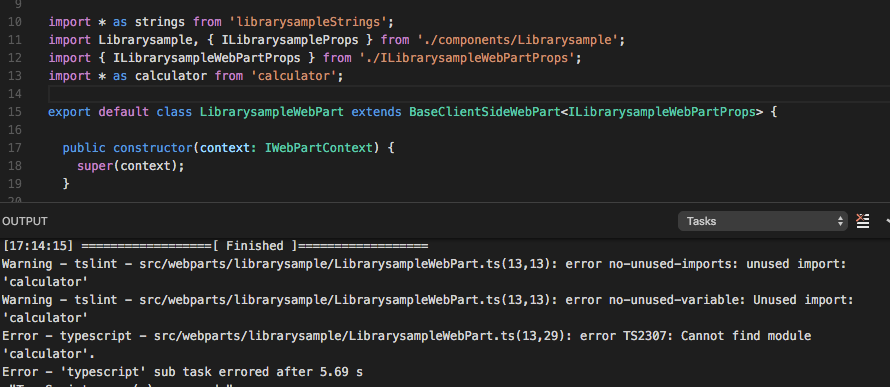 9
10 import * as strings from 'librarysampleStrings';
11 import Librarysample, { ILibrarysampleProps } from './components/Librarysample';
12 import { ILibrarysampleWebPartProps } from './ILibrarysampleWebPartProps';
13 import * as calculator from 'calculator';
14
15 export default class LibrarysampleWebPart extends BaseClientSideWebPart<ILibrarysampleWebPartProps> {
16
17 public constructor(context: IWebPartContext) {
18 super(context);
19 }
20
OUTPUT Tasks
[17:14:15] ==================[ Finished ]==================
Warning - tslint - src/webparts/librarysample/LibrarysampleWebPart.ts(13,13): error no-unused-imports: unused import:
'calculator'
Warning - tslint - src/webparts/librarysample/LibrarysampleWebPart.ts(13,13): error no-unused-variable: Unused import:
'calculator'
Error - typescript - src/webparts/librarysample/LibrarysampleWebPart.ts(13,29): error TS2307: Cannot find module
'calculator'.
Error - 'typescript' sub task errored after 5.69 s